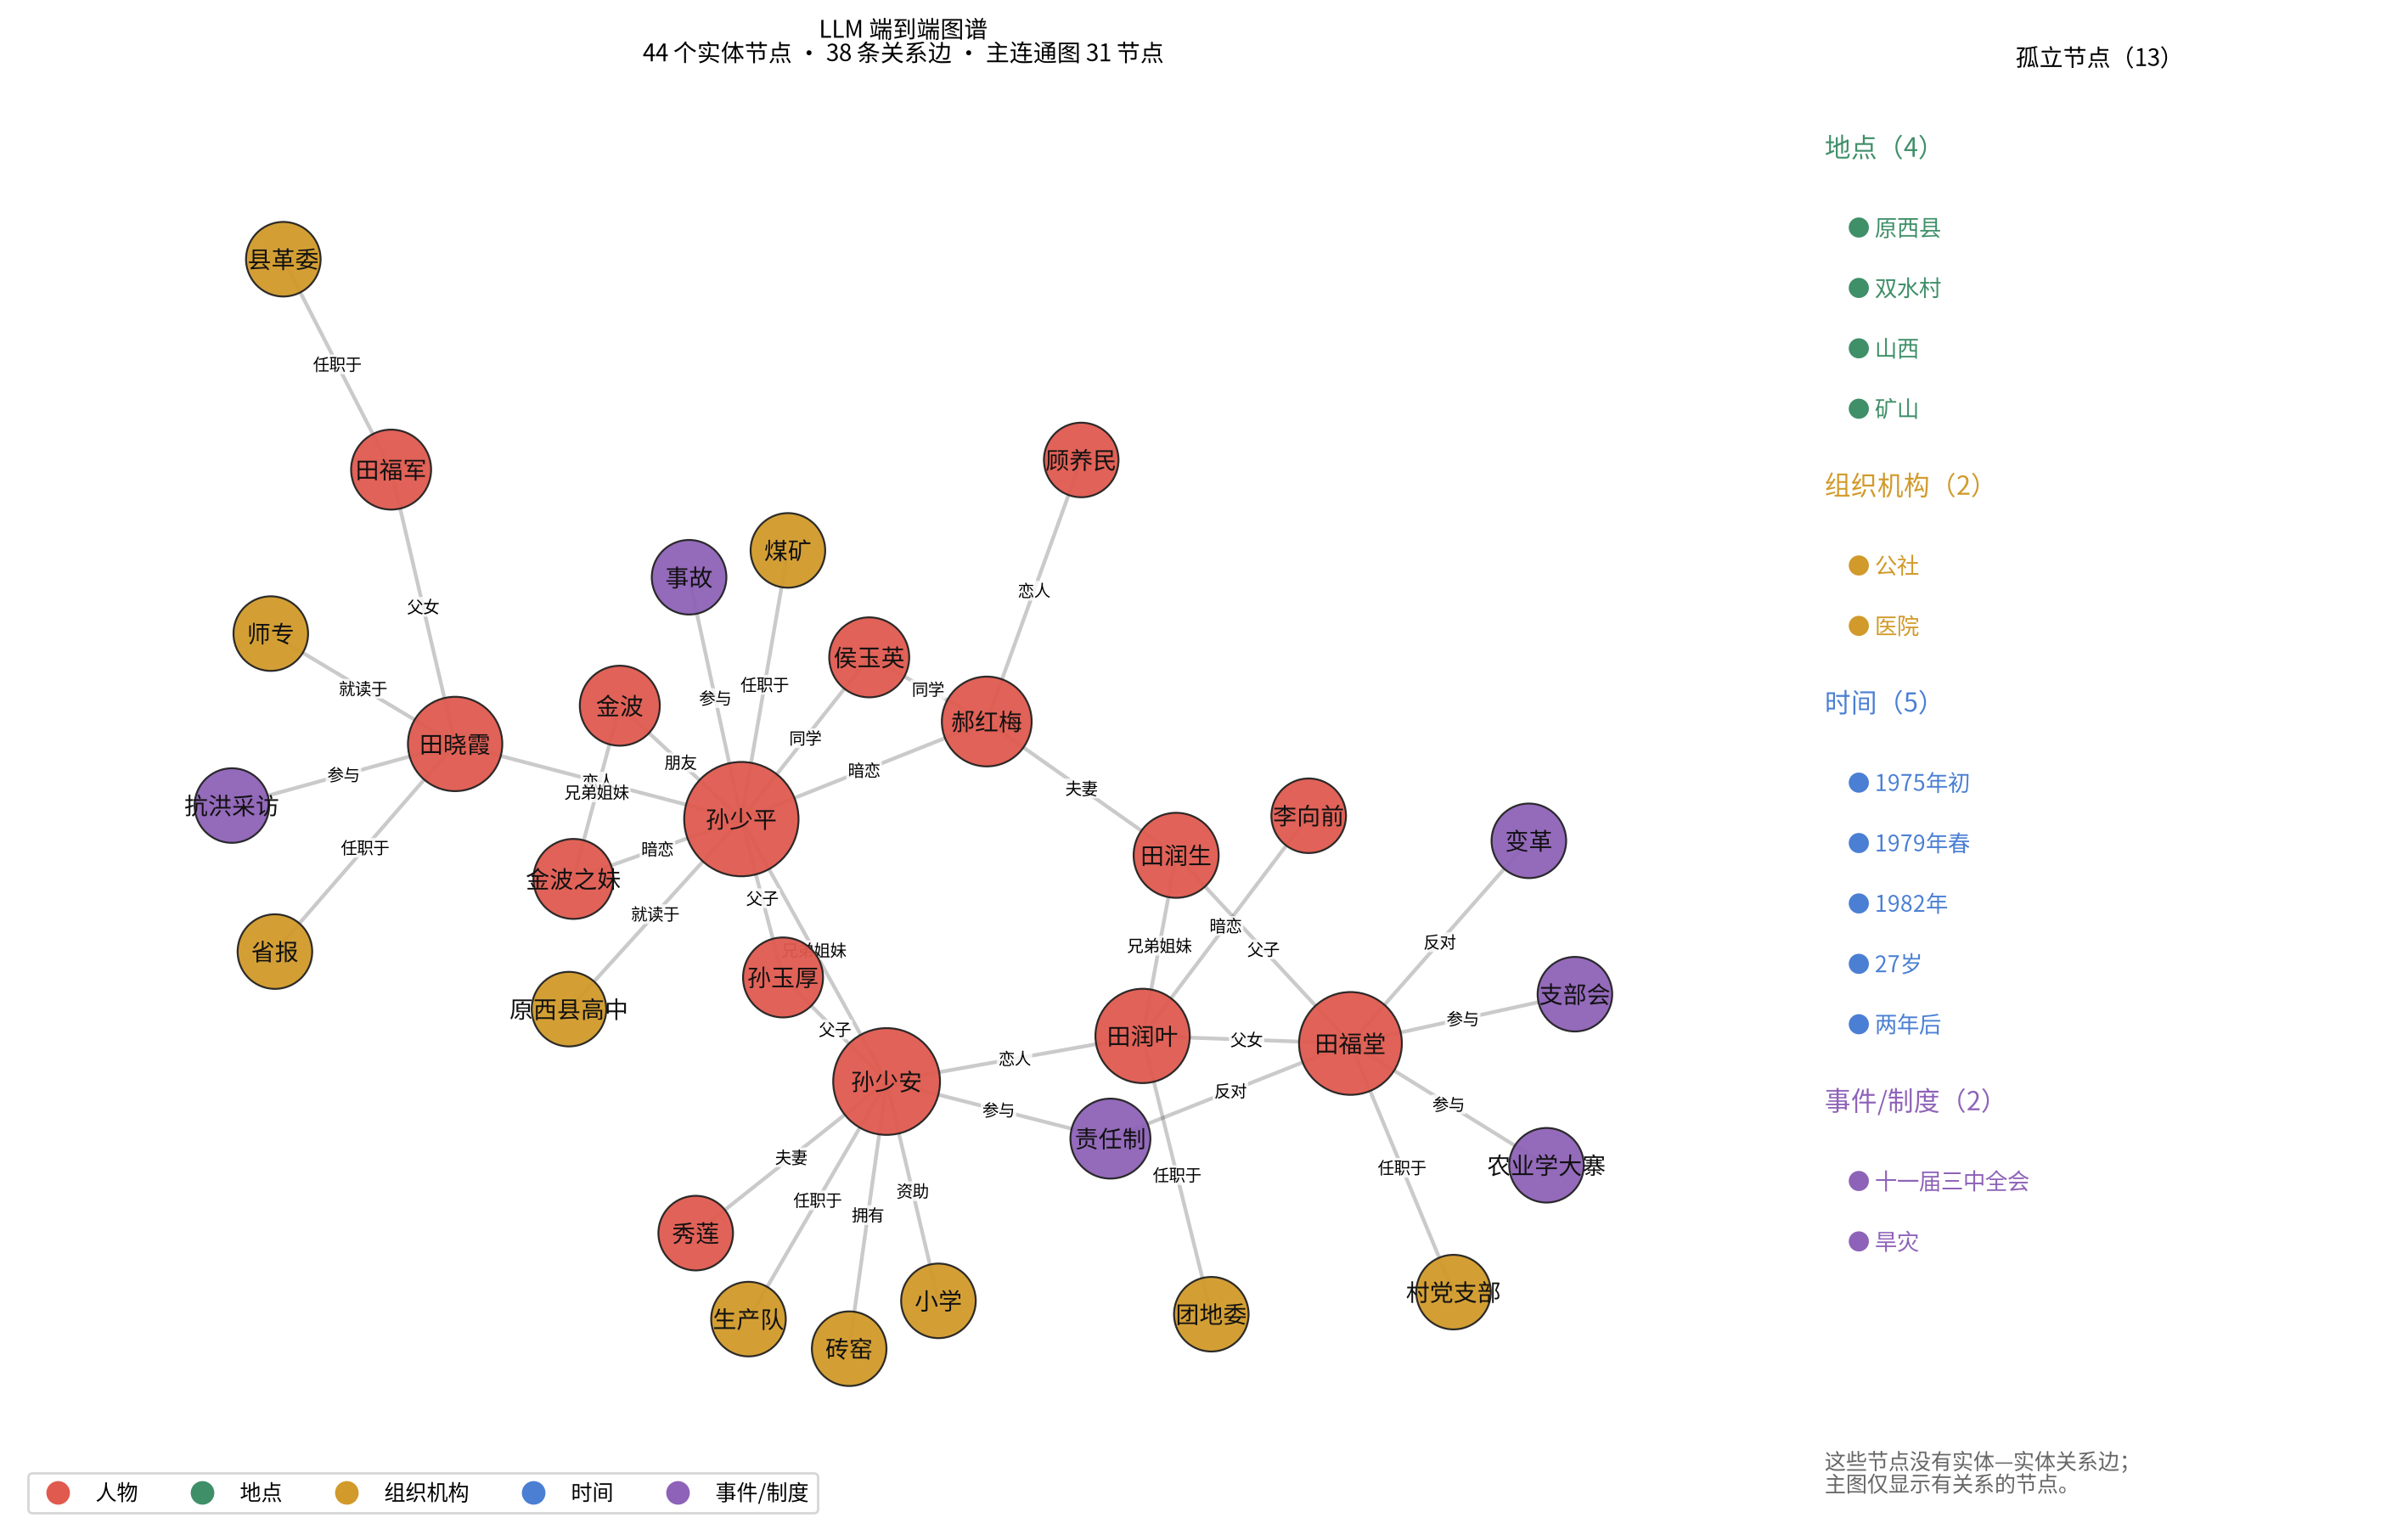 LLM 端到端图谱
44 个实体节点 • 38 条关系边 • 主连通图 31 节点
孤立节点（13）
县革委
任职于
田福军
父女
师专
就读于
田晓霞
参与
抗洪采访
任职于
省报
事故
煤矿
参与
任职于
金波
朋友
侯玉英
同学
同学
顾养民
恋人
郝红梅
暗恋
恋人
兄弟姐妹
孙少平
金波之妹
暗恋
就读于
原西县高中
父子
兄弟姐妹
孙玉厚
父子
夫妻
田润生
李向前
暗恋
兄弟姐妹
父子
变革
反对
支部会
参与
孙少安
恋人
田润叶
父女
田福堂
反对
参与
责任制
参与
农业学大寨
夫妻
秀莲
任职于
生产队
拥有
砖窑
资助
小学
任职于
团地委
任职于
村党支部
地点（4）
原西县
双水村
山西
矿山
组织机构（2）
公社
医院
时间（5）
1975年初
1979年春
1982年
27岁
两年后
事件/制度（2）
十一届三中全会
旱灾
这些节点没有实体—实体关系边；
主图仅显示有关系的节点。
人物 地点 组织机构 时间 事件/制度